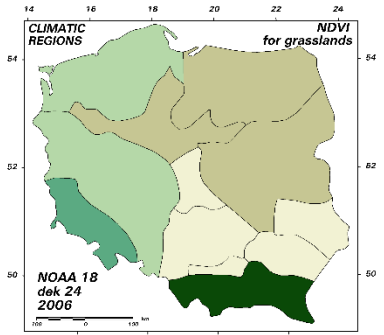 14 16 18 20 22 24
CLIMATIC
REGIONS
NDVI
for grasslands
54 54
52 52
50 50
NOAA 18
dek 24
2006
100 0 100 km